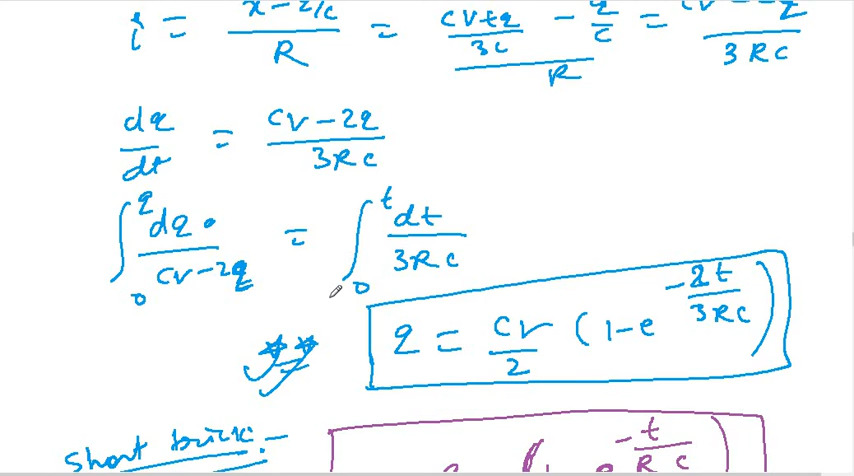 i = (x - q/c)/R = ((cv+q)/3c - q/c)/R = (cv - 2q)/3Rc
dq/dt = (cv - 2q)/3Rc
∫₀^q dq/(cv - 2q) = ∫₀^t dt/3Rc
q = cv/2 (1 - e^(-2t/3Rc))
Short trick:-
e^(-t/Rc))